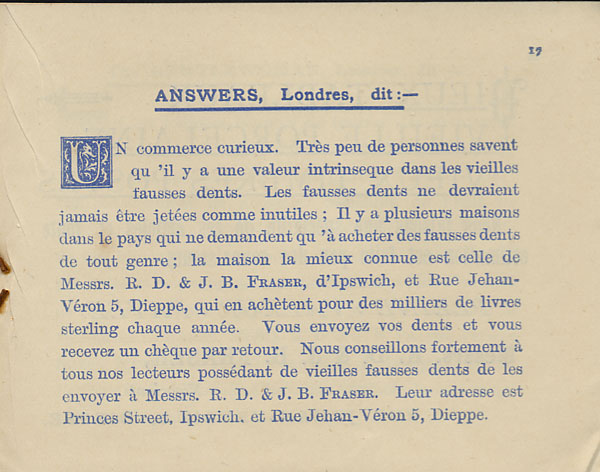 17
ANSWERS, Londres, dit :—
UN commerce curieux. Très peu de personnes savent
qu 'il y a une valeur intrinseque dans les vieilles
fausses dents. Les fausses dents ne devraient
jamais être jetées comme inutiles ; Il y a plusieurs maisons
dans le pays qui ne demandent qu 'à acheter des fausses dents
de tout genre ; la maison la mieux connue est celle de
Messrs. R. D. & J. B. FRASER, d'Ipswich, et Rue Jehan-
Véron 5, Dieppe, qui en achètent pour des milliers de livres
sterling chaque année. Vous envoyez vos dents et vous
recevez un chèque par retour. Nous conseillons fortement à
tous nos lecteurs possédant de vieilles fausses dents de les
envoyer à Messrs. R. D. & J. B. FRASER. Leur adresse est
Princes Street, Ipswich. et Rue Jehan-Véron 5, Dieppe.